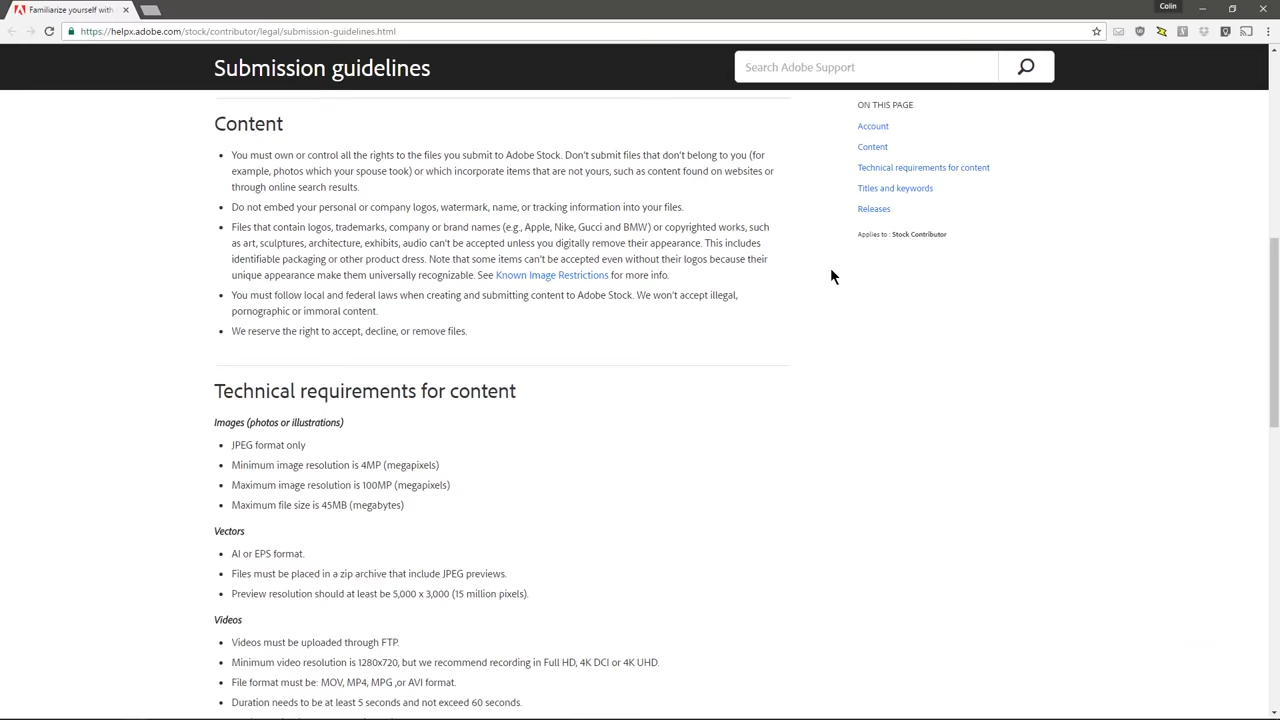 Familiarize yourself with
Colin
https://helpx.adobe.com/stock/contributor/legal/submission-guidelines.html
Submission guidelines
Search Adobe Support
Content
You must own or control all the rights to the files you submit to Adobe Stock. Don't submit files that don't belong to you (for
example, photos which your spouse took) or which incorporate items that are not yours, such as content found on websites or
through online search results.
Do not embed your personal or company logos, watermark, name, or tracking information into your files.
Files that contain logos, trademarks, company or brand names (e.g., Apple, Nike, Gucci and BMW) or copyrighted works, such
as art, sculptures, architecture, exhibits, audio can't be accepted unless you digitally remove their appearance. This includes
identifiable packaging or other product dress. Note that some items can't be accepted even without their logos because their
unique appearance make them universally recognizable. See Known Image Restrictions for more info.
You must follow local and federal laws when creating and submitting content to Adobe Stock. We won't accept illegal,
pornographic or immoral content.
We reserve the right to accept, decline, or remove files.
ON THIS PAGE
Account
Content
Technical requirements for content
Titles and keywords
Releases
Applies to : Stock Contributor
Technical requirements for content
Images (photos or illustrations)
JPEG format only
Minimum image resolution is 4MP (megapixels)
Maximum image resolution is 100MP (megapixels)
Maximum file size is 45MB (megabytes)
Vectors
AI or EPS format.
Files must be placed in a zip archive that include JPEG previews.
Preview resolution should at least be 5,000 x 3,000 (15 million pixels).
Videos
Videos must be uploaded through FTP.
Minimum video resolution is 1280x720, but we recommend recording in Full HD, 4K DCI or 4K UHD.
File format must be: MOV, MP4, MPG ,or AVI format.
Duration needs to be at least 5 seconds and not exceed 60 seconds.